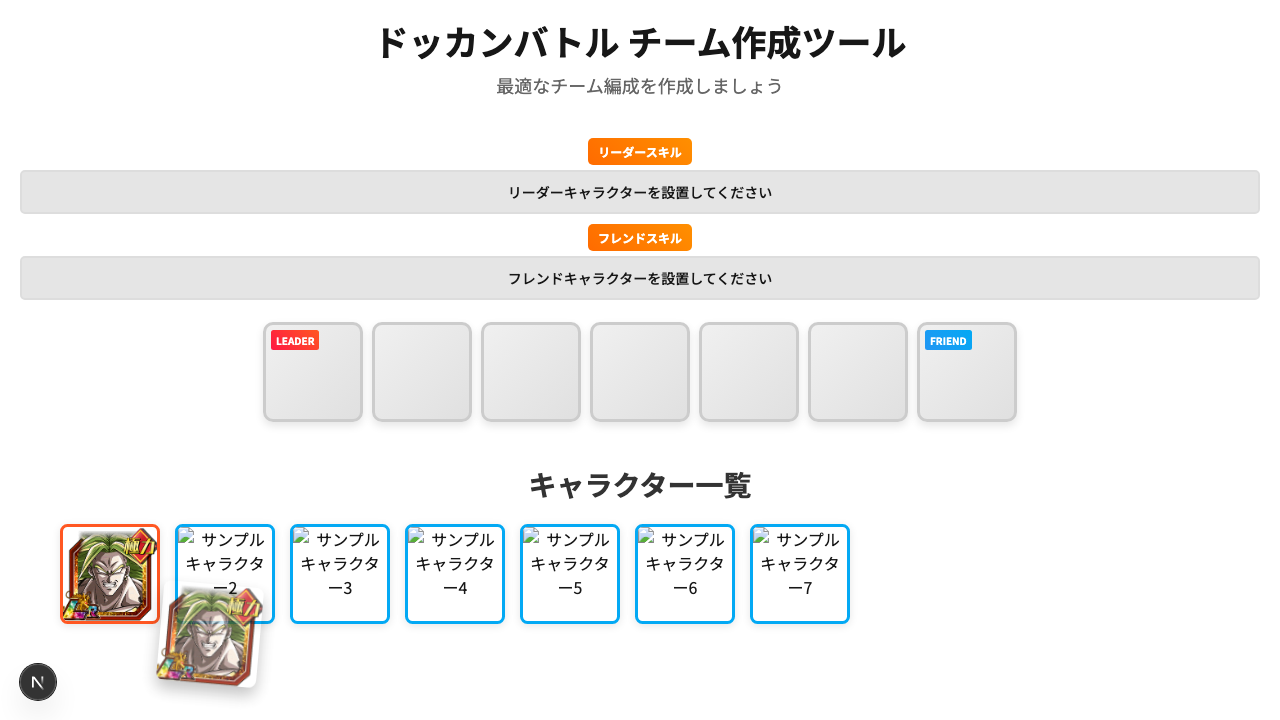 ドッカンバトル チーム作成ツール
最適なチーム編成を作成しましょう
リーダースキル
リーダーキャラクターを設置してください
フレンドスキル
フレンドキャラクターを設置してください
LEADER
FRIEND
キャラクター一覧
サンプル
キャラクタ
ー2
サンプル
キャラクタ
ー3
サンプル
キャラクタ
ー4
サンプル
キャラクタ
ー5
サンプル
キャラクタ
ー6
サンプル
キャラクタ
ー7
極力
N